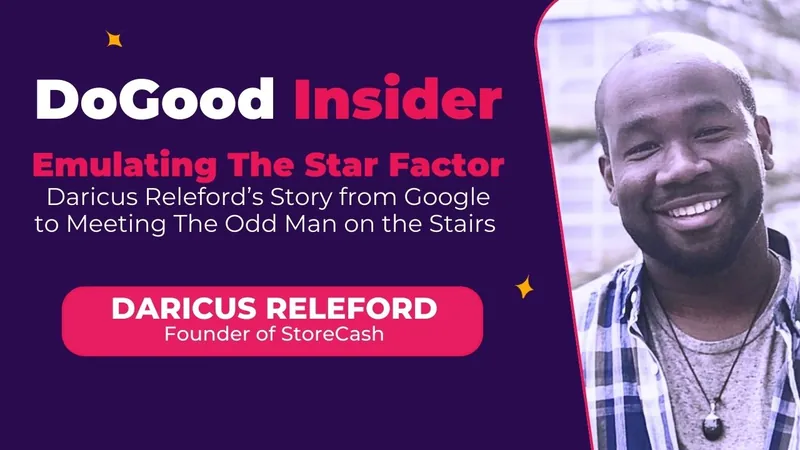 DoGood Insider
Emulating The Star Factor
Daricus Releford’s Story from Google
to Meeting The Odd Man on the Stairs
DARICUS RELEFORD
Founder of StoreCash